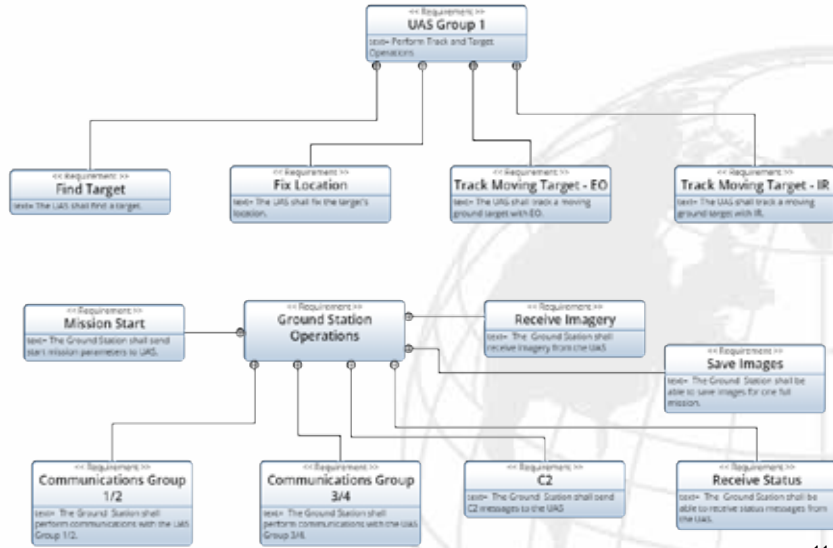 << Requirement >>
UAS Group 1
text= Perform Track and Target
Operations
<< Requirement >>
Find Target
text= The UAS shall find a target.
<< Requirement >>
Fix Location
text= The UAS shall fix the target's
location.
<< Requirement >>
Track Moving Target - EO
text= The UAS shall track a moving
ground target with EO.
<< Requirement >>
Track Moving Target - IR
text= The UAS shall track a moving
ground target with IR.
<< Requirement >>
Mission Start
text= The Ground Station shall send
start mission parameters to UAS.
<< Requirement >>
Ground Station
Operations
<< Requirement >>
Receive Imagery
text= The Ground Station shall
receive imagery from the UAS
<< Requirement >>
Save Images
text= The Ground Station shall be
able to save images for one full
mission.
<< Requirement >>
Communications Group
1/2
text= The Ground Station shall
perform communications with the UAS
Group 1/2.
<< Requirement >>
Communications Group
3/4
text= The Ground Station shall
perform communications with the UAS
Group 3/4.
<< Requirement >>
C2
text= The Ground Station shall send
C2 messages to the UAS
<< Requirement >>
Receive Status
text= The Ground Station shall be
able to receive status messages from
the UAS.